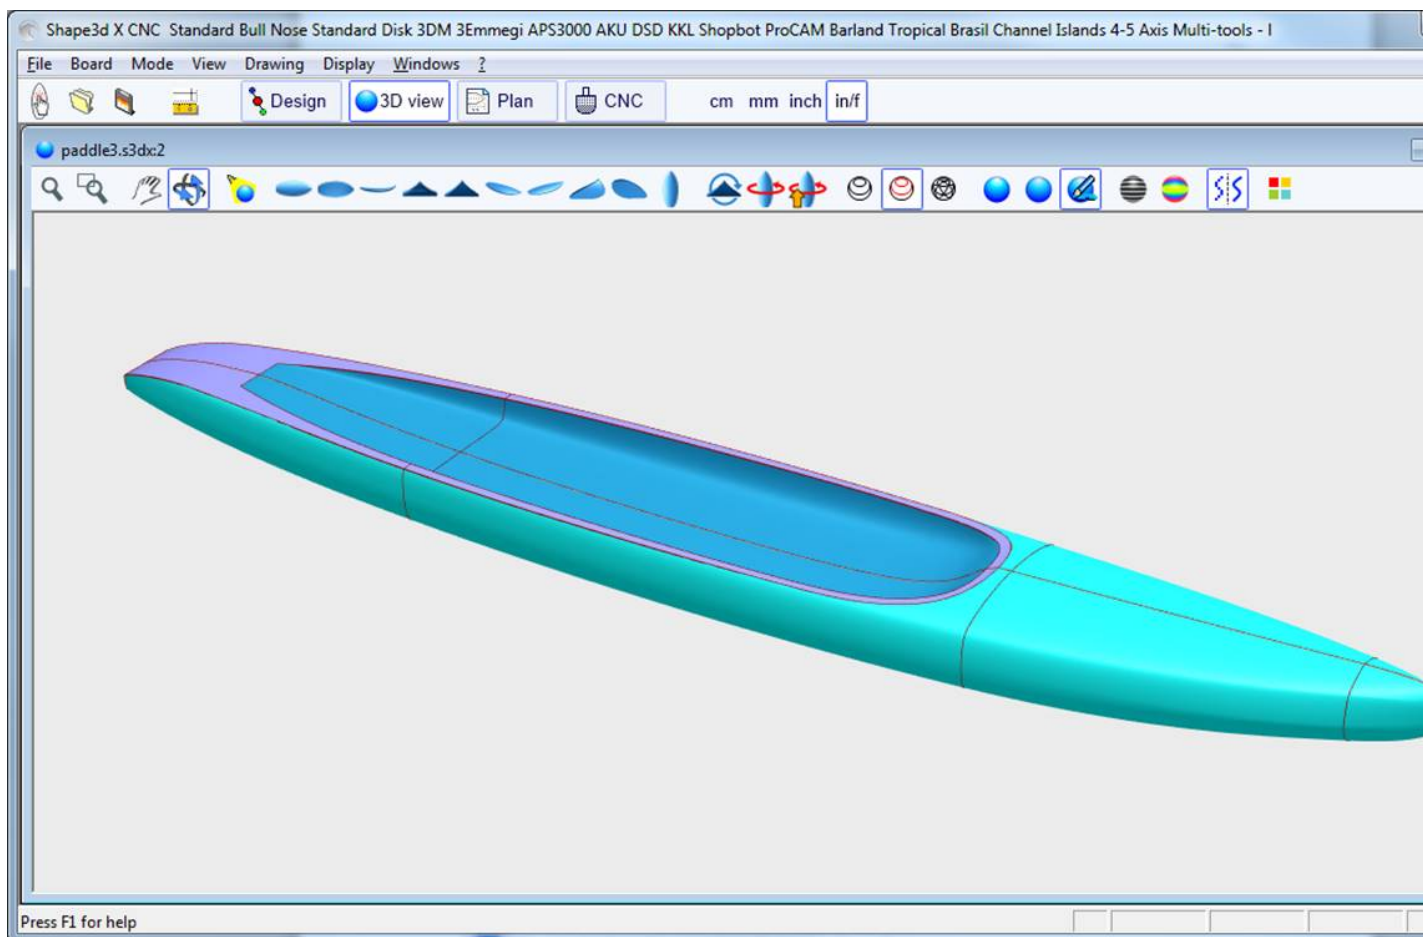 Shape3d X CNC  Standard Bull Nose Standard Disk 3DM 3Emmegi APS3000 AKU DSD KKL Shopbot ProCAM Barland Tropical Brasil Channel Islands 4-5 Axis Multi-tools - I
File Board Mode View Drawing Display Windows ?
Design 3D view Plan CNC cm mm inch in/f
paddle3.s3dx:2
Press F1 for help